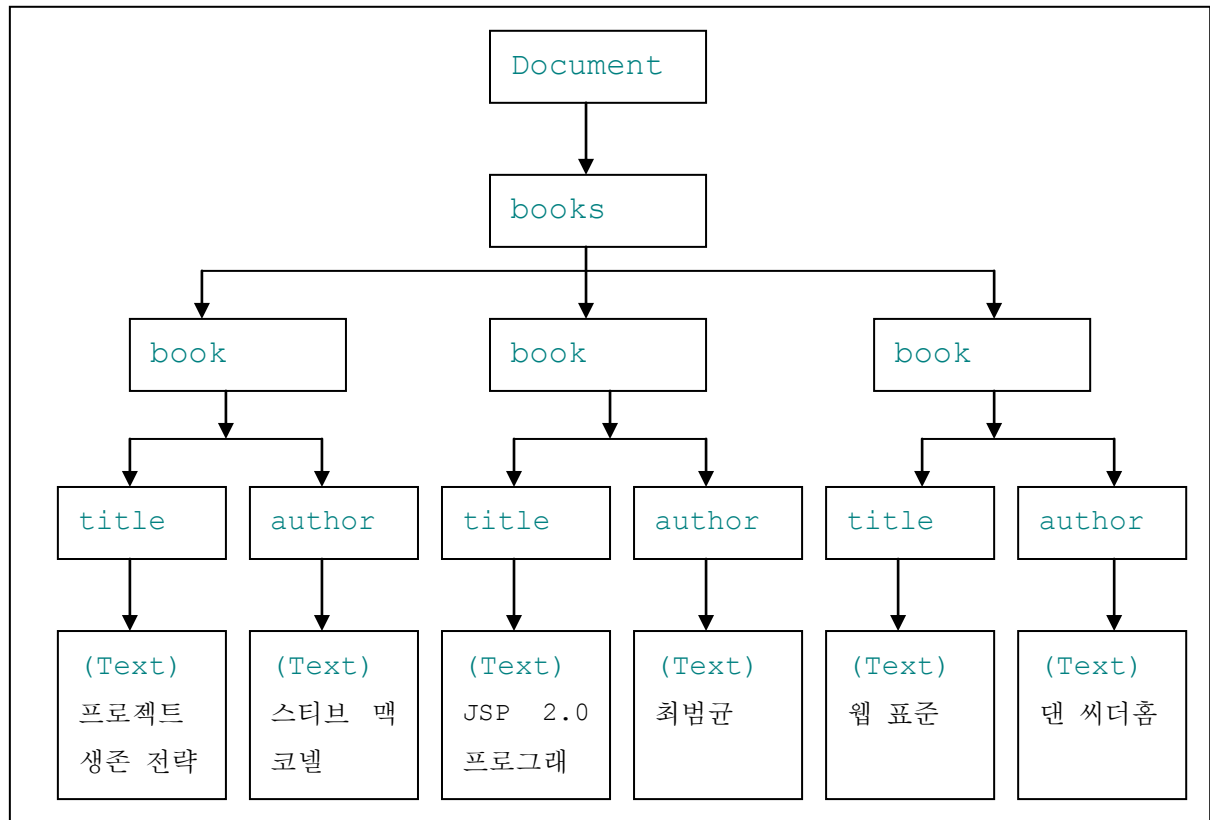 Document
books
book
book
book
title
author
title
author
title
author
(Text)
프로젝트
생존 전략
(Text)
스티브 맥
코넬
(Text)
JSP 2.0
프로그래
(Text)
최범균
(Text)
웹 표준
(Text)
댄 씨더홈